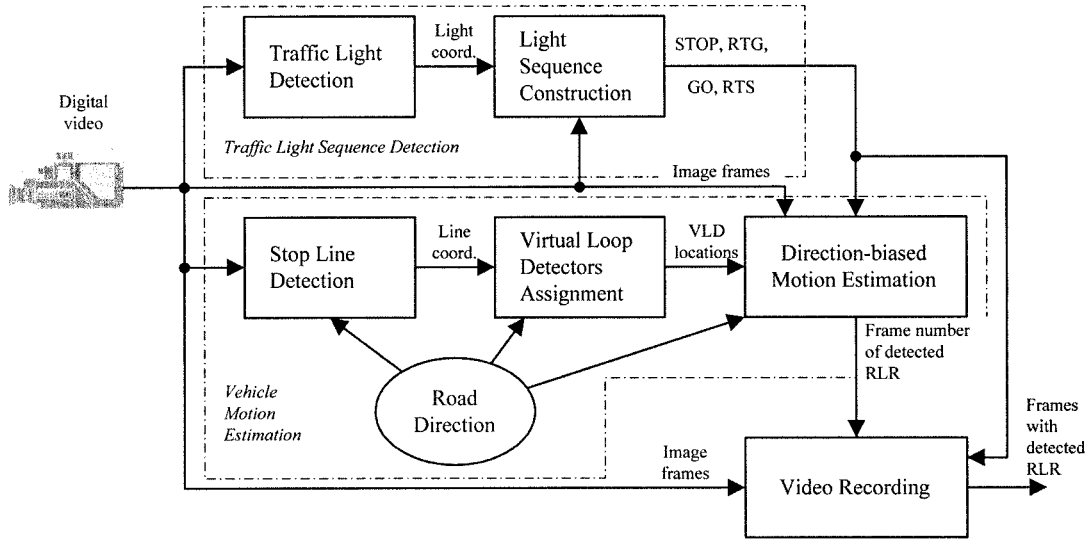 Traffic Light
Detection
Light
coord.
Light
Sequence
Construction
STOP, RTG,
GO, RTS
Digital
video
Traffic Light Sequence Detection
Image frames
Stop Line
Detection
Line
coord.
Virtual Loop
Detectors
Assignment
VLD
locations
Direction-biased
Motion Estimation
Frame number
of detected
RLR
Vehicle
Motion
Estimation
Road
Direction
Image
frames
Video Recording
Frames
with
detected
RLR